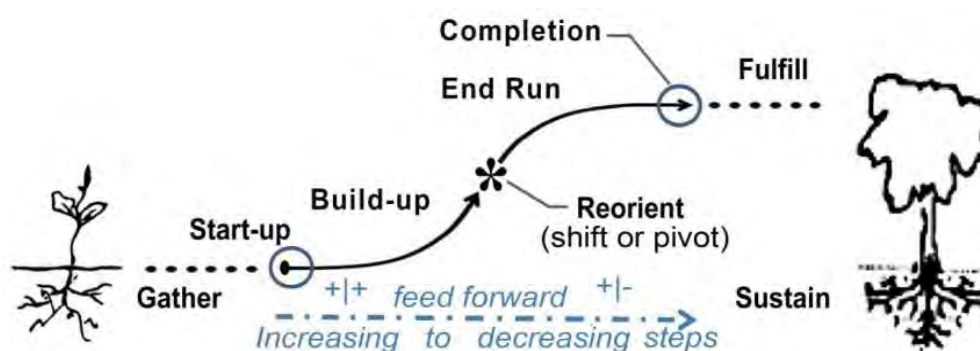 Completion
Fulfill
End Run
Build-up
Reorient
(shift or pivot)
Start-up
Gather
+|+ feed forward +|-
Sustain
Increasing to decreasing steps